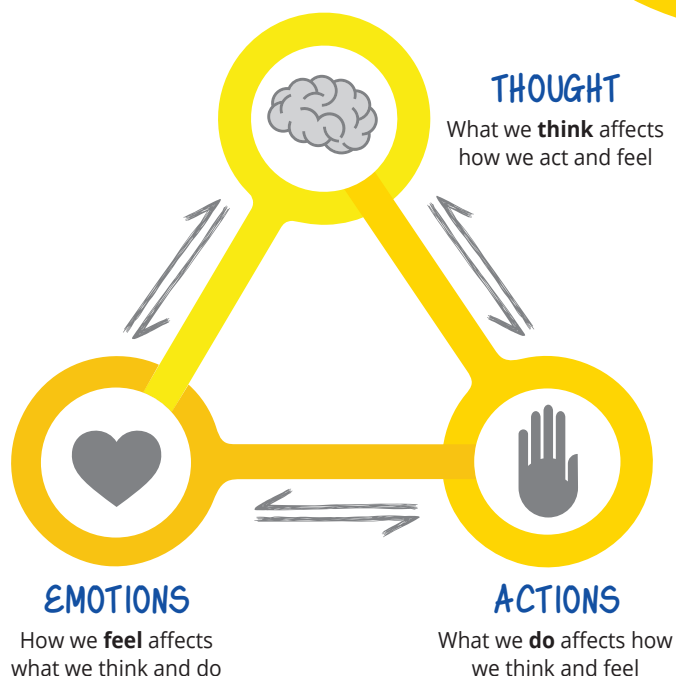 THOUGHT
What we think affects
how we act and feel
EMOTIONS
How we feel affects
what we think and do
ACTIONS
What we do affects how
we think and feel